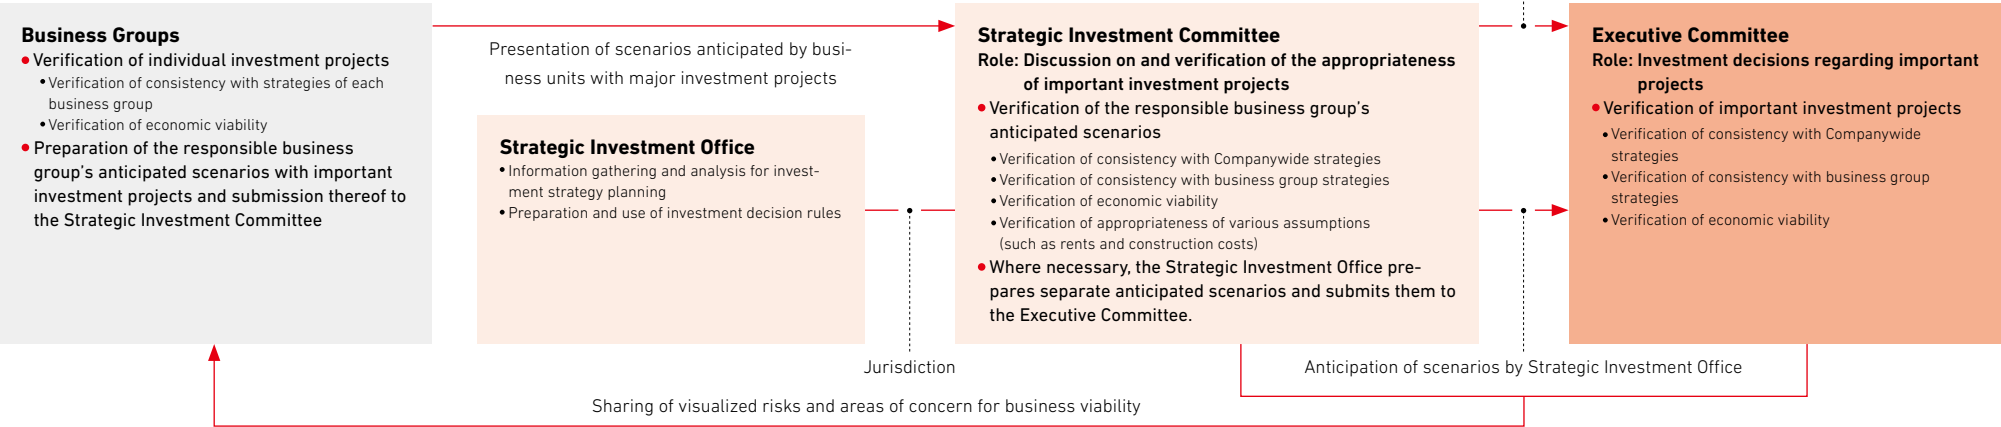 Business Groups
• Verification of individual investment projects
• Verification of consistency with strategies of each
business group
• Verification of economic viability
• Preparation of the responsible business
group's anticipated scenarios with important
investment projects and submission thereof to
the Strategic Investment Committee
Presentation of scenarios anticipated by busi-
ness units with major investment projects
Strategic Investment Office
• Information gathering and analysis for invest-
ment strategy planning
• Preparation and use of investment decision rules
Jurisdiction
Strategic Investment Committee
Role: Discussion on and verification of the appropriateness
of important investment projects
• Verification of the responsible business group's
anticipated scenarios
• Verification of consistency with Companywide strategies
• Verification of consistency with business group strategies
• Verification of economic viability
• Verification of appropriateness of various assumptions
(such as rents and construction costs)
• Where necessary, the Strategic Investment Office pre-
pares separate anticipated scenarios and submits them to
the Executive Committee.
Executive Committee
Role: Investment decisions regarding important
projects
• Verification of important investment projects
• Verification of consistency with Companywide
strategies
• Verification of consistency with business group
strategies
• Verification of economic viability
Anticipation of scenarios by Strategic Investment Office
Sharing of visualized risks and areas of concern for business viability